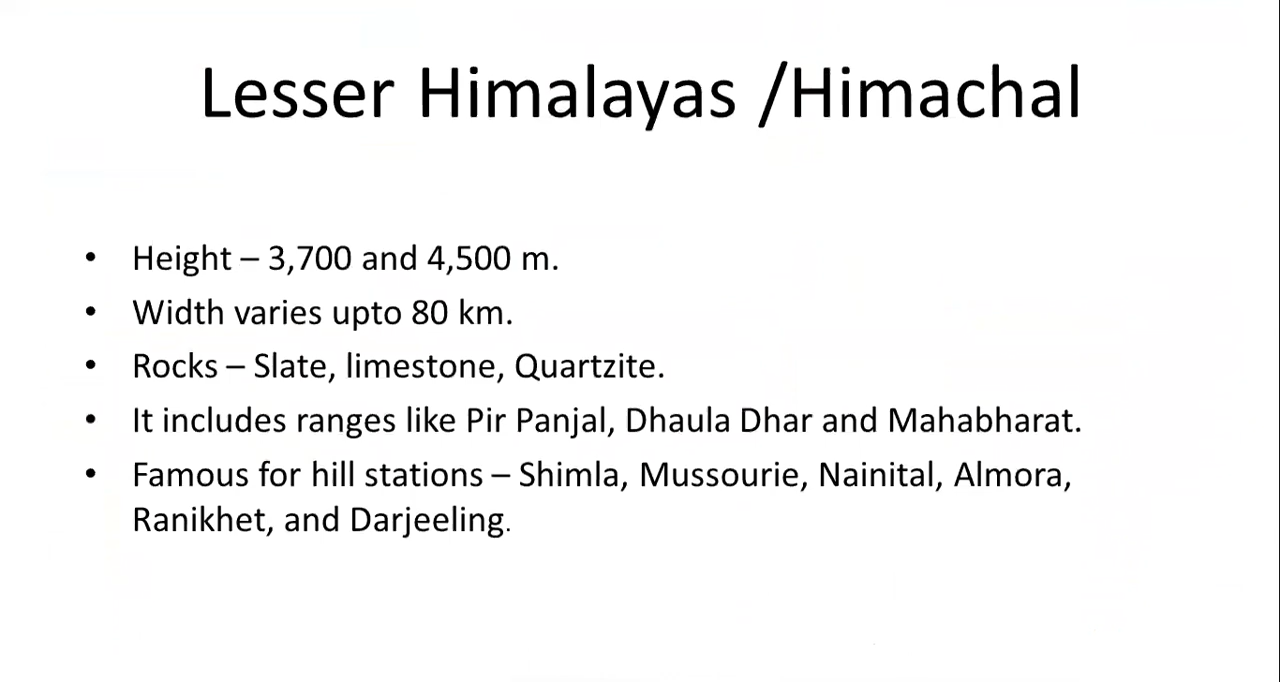 Lesser Himalayas /Himachal
• Height – 3,700 and 4,500 m.
• Width varies upto 80 km.
• Rocks – Slate, limestone, Quartzite.
• It includes ranges like Pir Panjal, Dhaula Dhar and Mahabharat.
• Famous for hill stations – Shimla, Mussourie, Nainital, Almora,
Ranikhet, and Darjeeling.